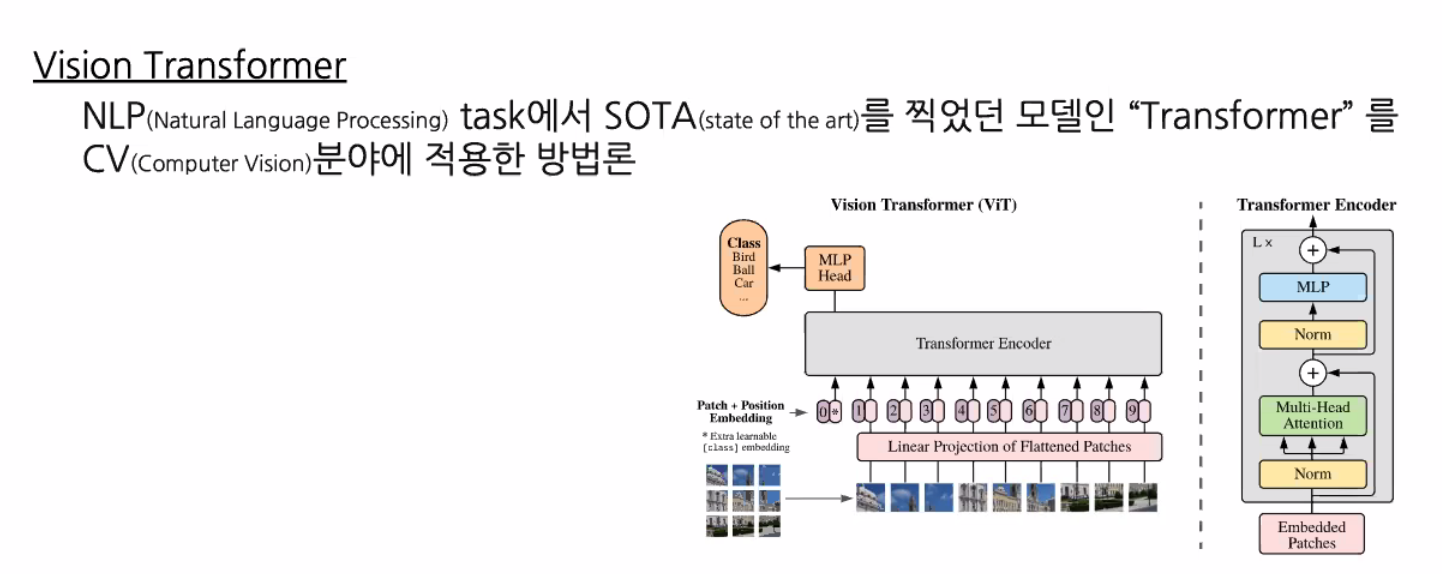 Vision Transformer
NLP(Natural Language Processing) task에서 SOTA(state of the art)를 찍었던 모델인 “Transformer” 를
CV(Computer Vision)분야에 적용한 방법론
Vision Transformer (ViT)
Class
Bird
Ball
Car
...
MLP
Head
Transformer Encoder
Patch + Position
Embedding
0 * 1 2 3 4 5 6 7 8 9
* Extra learnable
[class] embedding
Linear Projection of Flattened Patches
Transformer Encoder
L ×
+
MLP
Norm
+
Multi-Head
Attention
Norm
Embedded
Patches